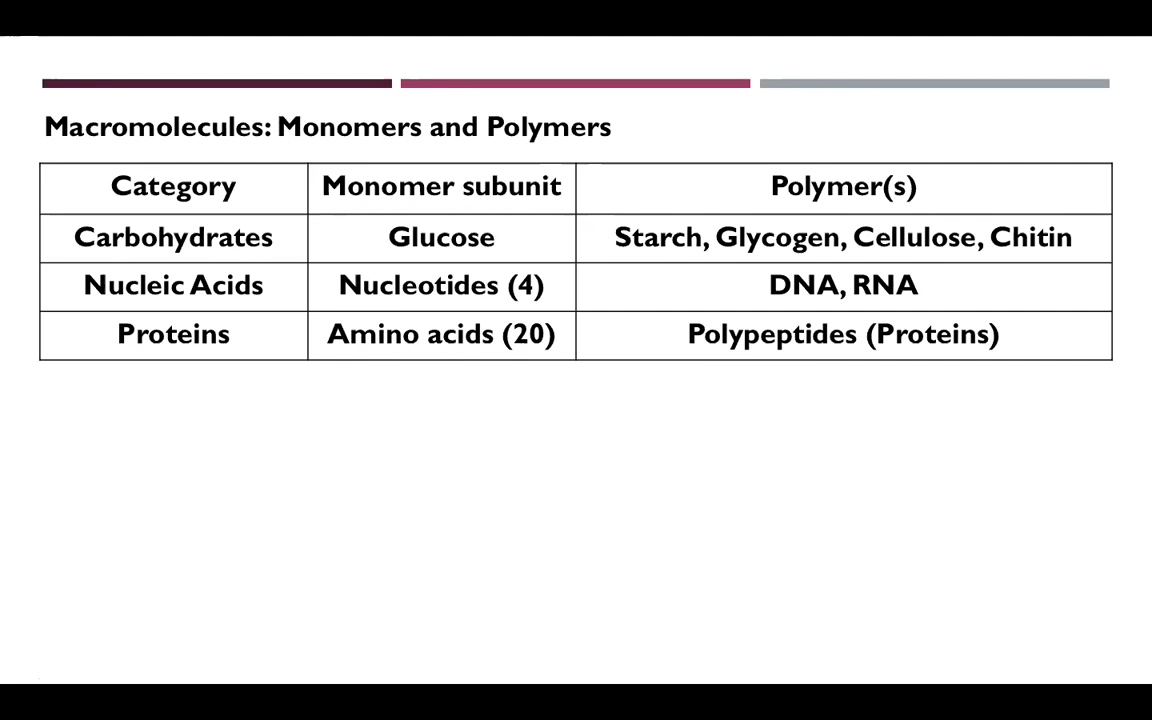 Macromolecules: Monomers and Polymers
Category Monomer subunit Polymer(s)
Carbohydrates Glucose Starch, Glycogen, Cellulose, Chitin
Nucleic Acids Nucleotides (4) DNA, RNA
Proteins Amino acids (20) Polypeptides (Proteins)